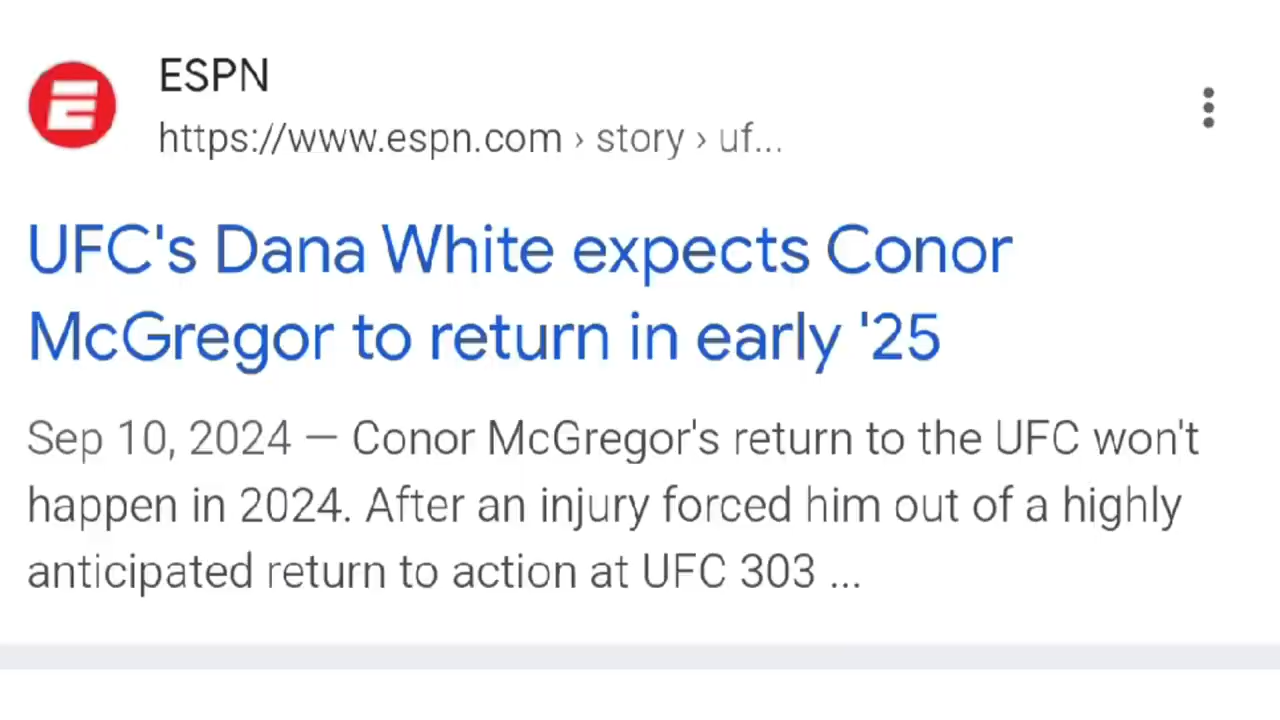 ESPN
https://www.espn.com › story › uf...
UFC's Dana White expects Conor
McGregor to return in early '25
Sep 10, 2024 — Conor McGregor's return to the UFC won't
happen in 2024. After an injury forced him out of a highly
anticipated return to action at UFC 303 ...